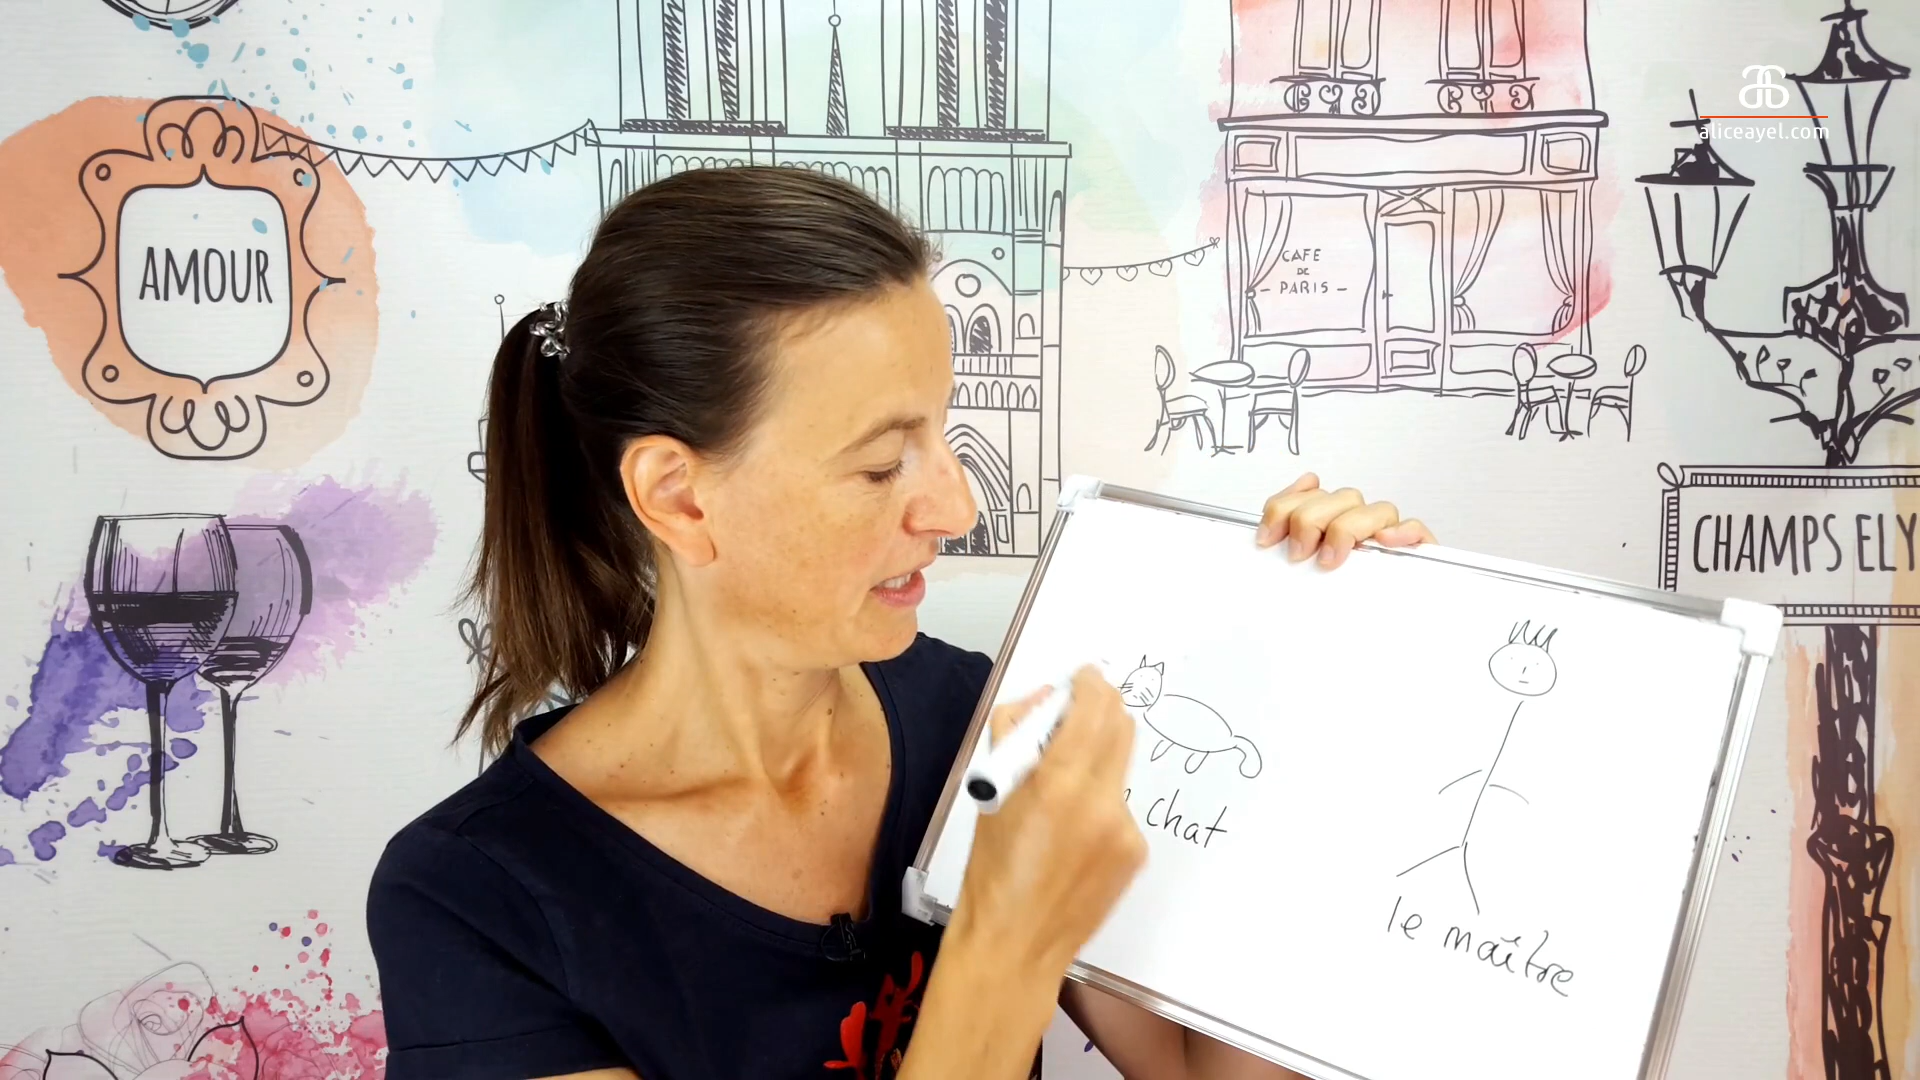 aliceayel.com
AMOUR
CAFE
DE
- PARIS -
CHAMPS ELY
chat
le maître